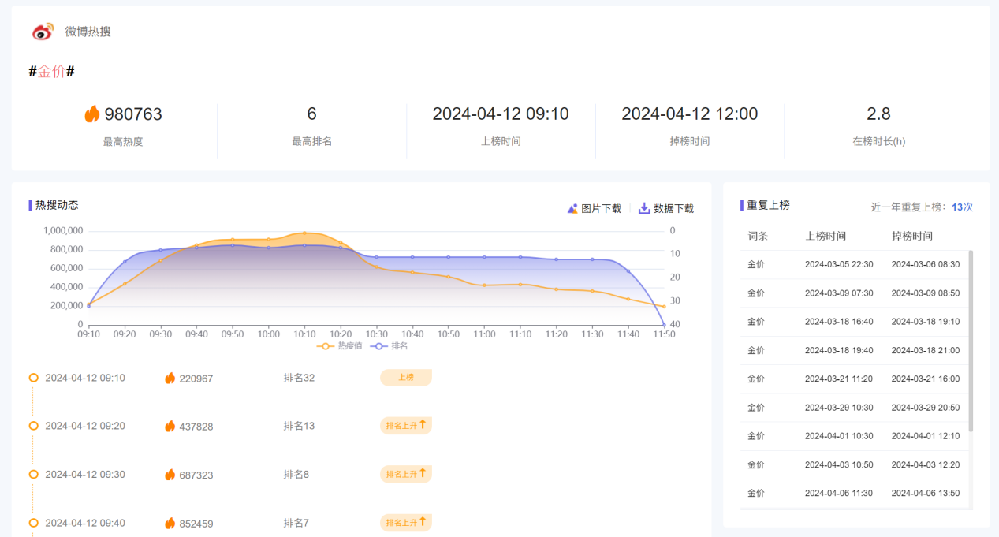 微博热搜
#金价#
980763
最高热度
6
最高排名
2024-04-12 09:10
上榜时间
2024-04-12 12:00
掉榜时间
2.8
在榜时长(h)
热搜动态
图片下载
数据下载
1,000,000
800,000
600,000
400,000
200,000
0
0
10
20
30
40
09:10 09:20 09:30 09:40 09:50 10:00 10:10 10:20 10:30 10:40 10:50 11:00 11:10 11:20 11:30 11:40 11:50
热度值 排名
2024-04-12 09:10 220967 排名32 上榜
2024-04-12 09:20 437828 排名13 排名上升
2024-04-12 09:30 687323 排名8 排名上升
2024-04-12 09:40 852459 排名7 排名上升
重复上榜
近一年重复上榜：13次
词条 上榜时间 掉榜时间
金价 2024-03-05 22:30 2024-03-06 08:30
金价 2024-03-09 07:30 2024-03-09 08:50
金价 2024-03-18 16:40 2024-03-18 19:10
金价 2024-03-18 19:40 2024-03-18 21:00
金价 2024-03-21 11:20 2024-03-21 16:00
金价 2024-03-29 10:30 2024-03-29 20:50
金价 2024-04-01 10:30 2024-04-01 12:10
金价 2024-04-03 10:50 2024-04-03 12:20
金价 2024-04-06 11:30 2024-04-06 13:50